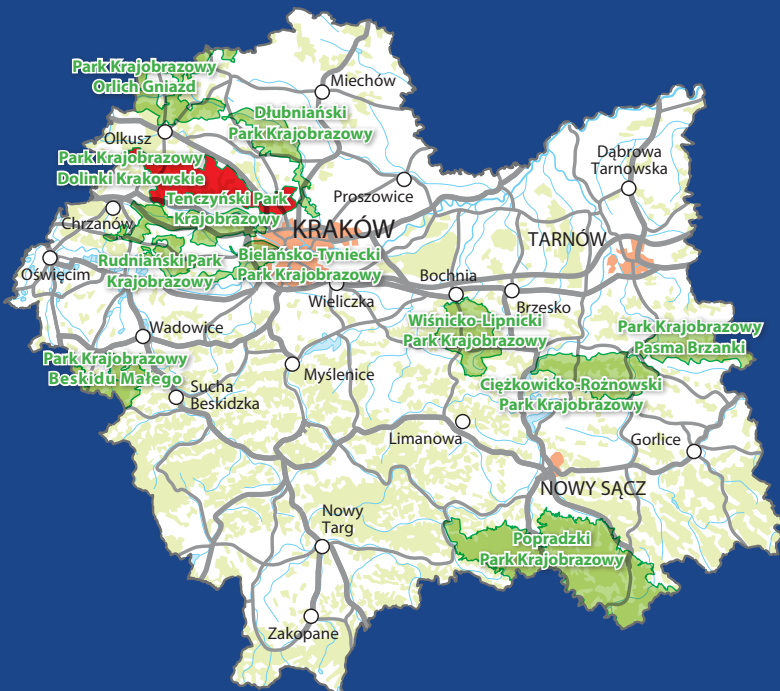 Park Krajobrazowy
Orlich Gniazd
Miechów
Dłubniański
Park Krajobrazowy
Olkusz
Dąbrowa
Tarnowska
Park Krajobrazowy
Dolinki Krakowskie
Proszowice
Tenczyński Park
Krajobrazowy
Chrzanów
KRAKÓW
TARNÓW
Oświęcim
Rudniański Park
Krajobrazowy
Bielańsko-Tyniecki
Park Krajobrazowy
Bochnia
Wieliczka
Brzesko
Wadowice
Wiśnicko-Lipnicki
Park Krajobrazowy
Park Krajobrazowy
Pasma Brzanki
Park Krajobrazowy
Beskidu Małego
Myślenice
Sucha
Beskidzka
Ciężkowicko-Rożnowski
Park Krajobrazowy
Limanowa
Gorlice
NOWY SĄCZ
Nowy
Targ
Popradzki
Park Krajobrazowy
Zakopane